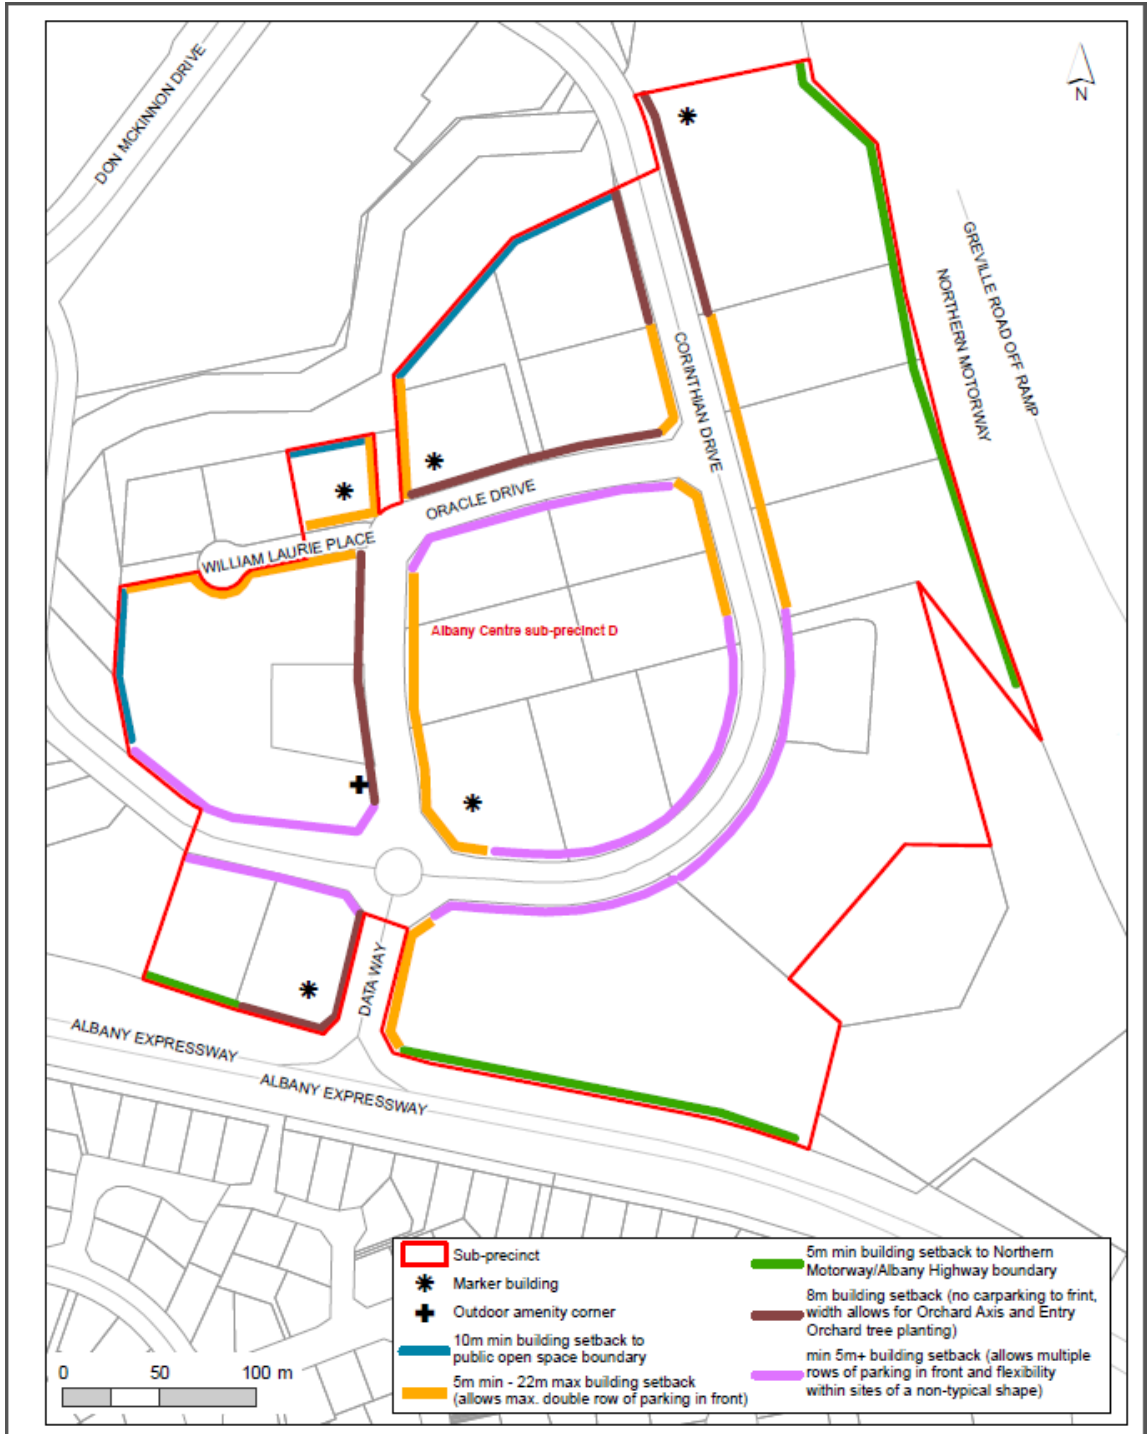 DON MCKINNON DRIVE
N
GREVILLE ROAD OFF RAMP
NORTHERN MOTORWAY
CORINTHIAN DRIVE
ORACLE DRIVE
WILLIAM LAURIE PLACE
Albany Centre sub-precinct D
DATA WAY
ALBANY EXPRESSWAY
ALBANY EXPRESSWAY
Sub-precinct
Marker building
Outdoor amenity corner
10m min building setback to
public open space boundary
5m min - 22m max building setback
(allows max. double row of parking in front)
5m min building setback to Northern
Motorway/Albany Highway boundary
8m building setback (no carparking to frint,
width allows for Orchard Axis and Entry
Orchard tree planting)
min 5m+ building setback (allows multiple
rows of parking in front and flexibility
within sites of a non-typical shape)
0 50 100 m